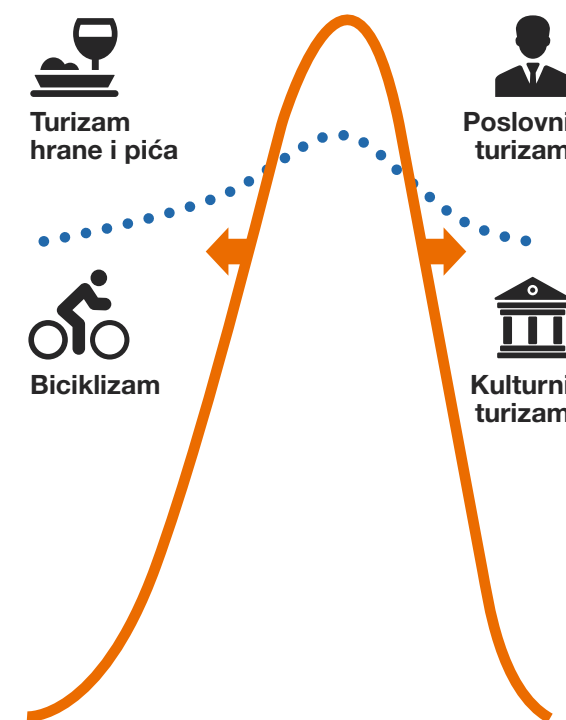 Turizam
hrane i pića
Poslovni
turizam
Biciklizam
Kulturni
turizam